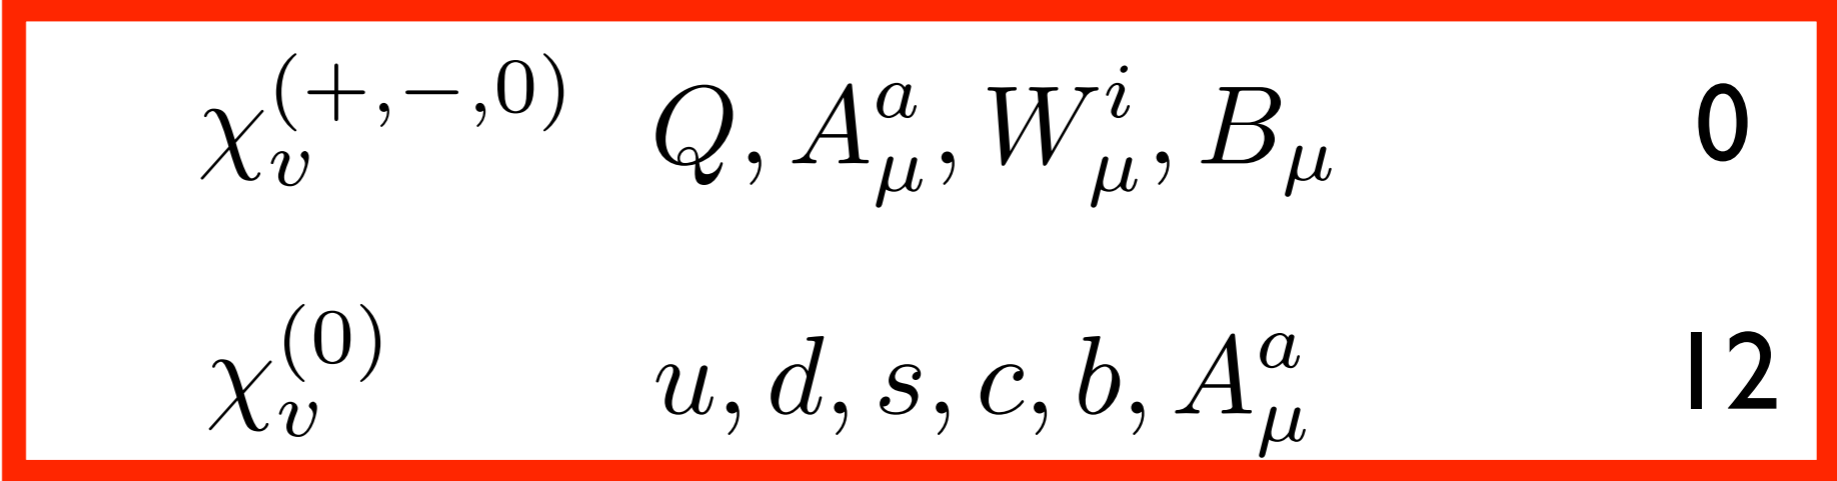 χ_v^(+,−,0) Q, A_μ^a, W_μ^i, B_μ 0
χ_v^(0) u, d, s, c, b, A_μ^a 12